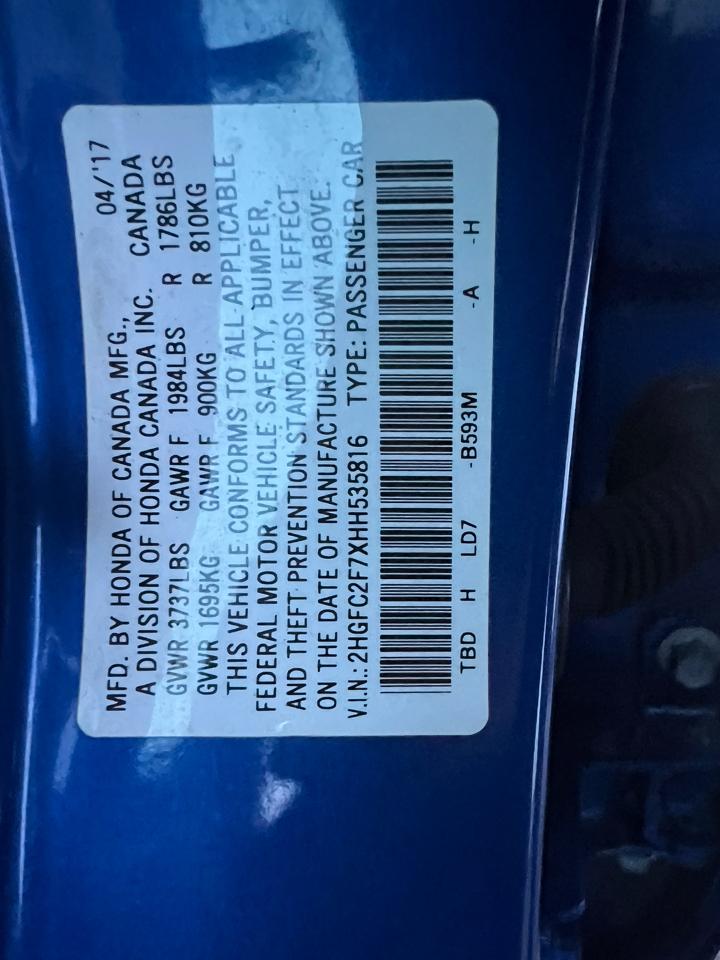 MFD. BY HONDA OF CANADA MFG., 04/'17
A DIVISION OF HONDA CANADA INC. CANADA
GVWR 3737LBS GAWR F 1984LBS R 1786LBS
GVWR 1695KG GAWR F 900KG R 810KG
THIS VEHICLE CONFORMS TO ALL APPLICABLE
FEDERAL MOTOR VEHICLE SAFETY, BUMPER,
AND THEFT PREVENTION STANDARDS IN EFFECT
ON THE DATE OF MANUFACTURE SHOWN ABOVE.
V.I.N.: 2HGFC2F7XHH535816 TYPE: PASSENGER CAR
TBD H LD7 -B593M -A -H